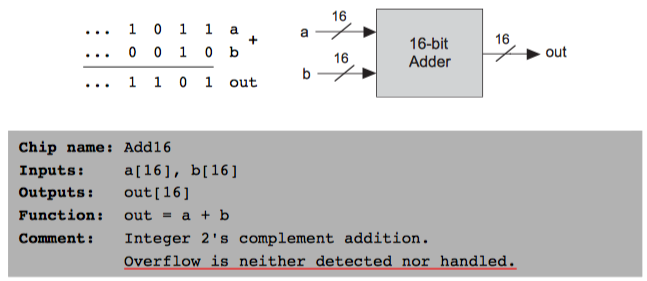 ... 1 0 1 1 a
+
... 0 0 1 0 b
... 1 1 0 1 out
a 16
b 16
16-bit
Adder
16 out
Chip name: Add16
Inputs: a[16], b[16]
Outputs: out[16]
Function: out = a + b
Comment: Integer 2's complement addition.
Overflow is neither detected nor handled.